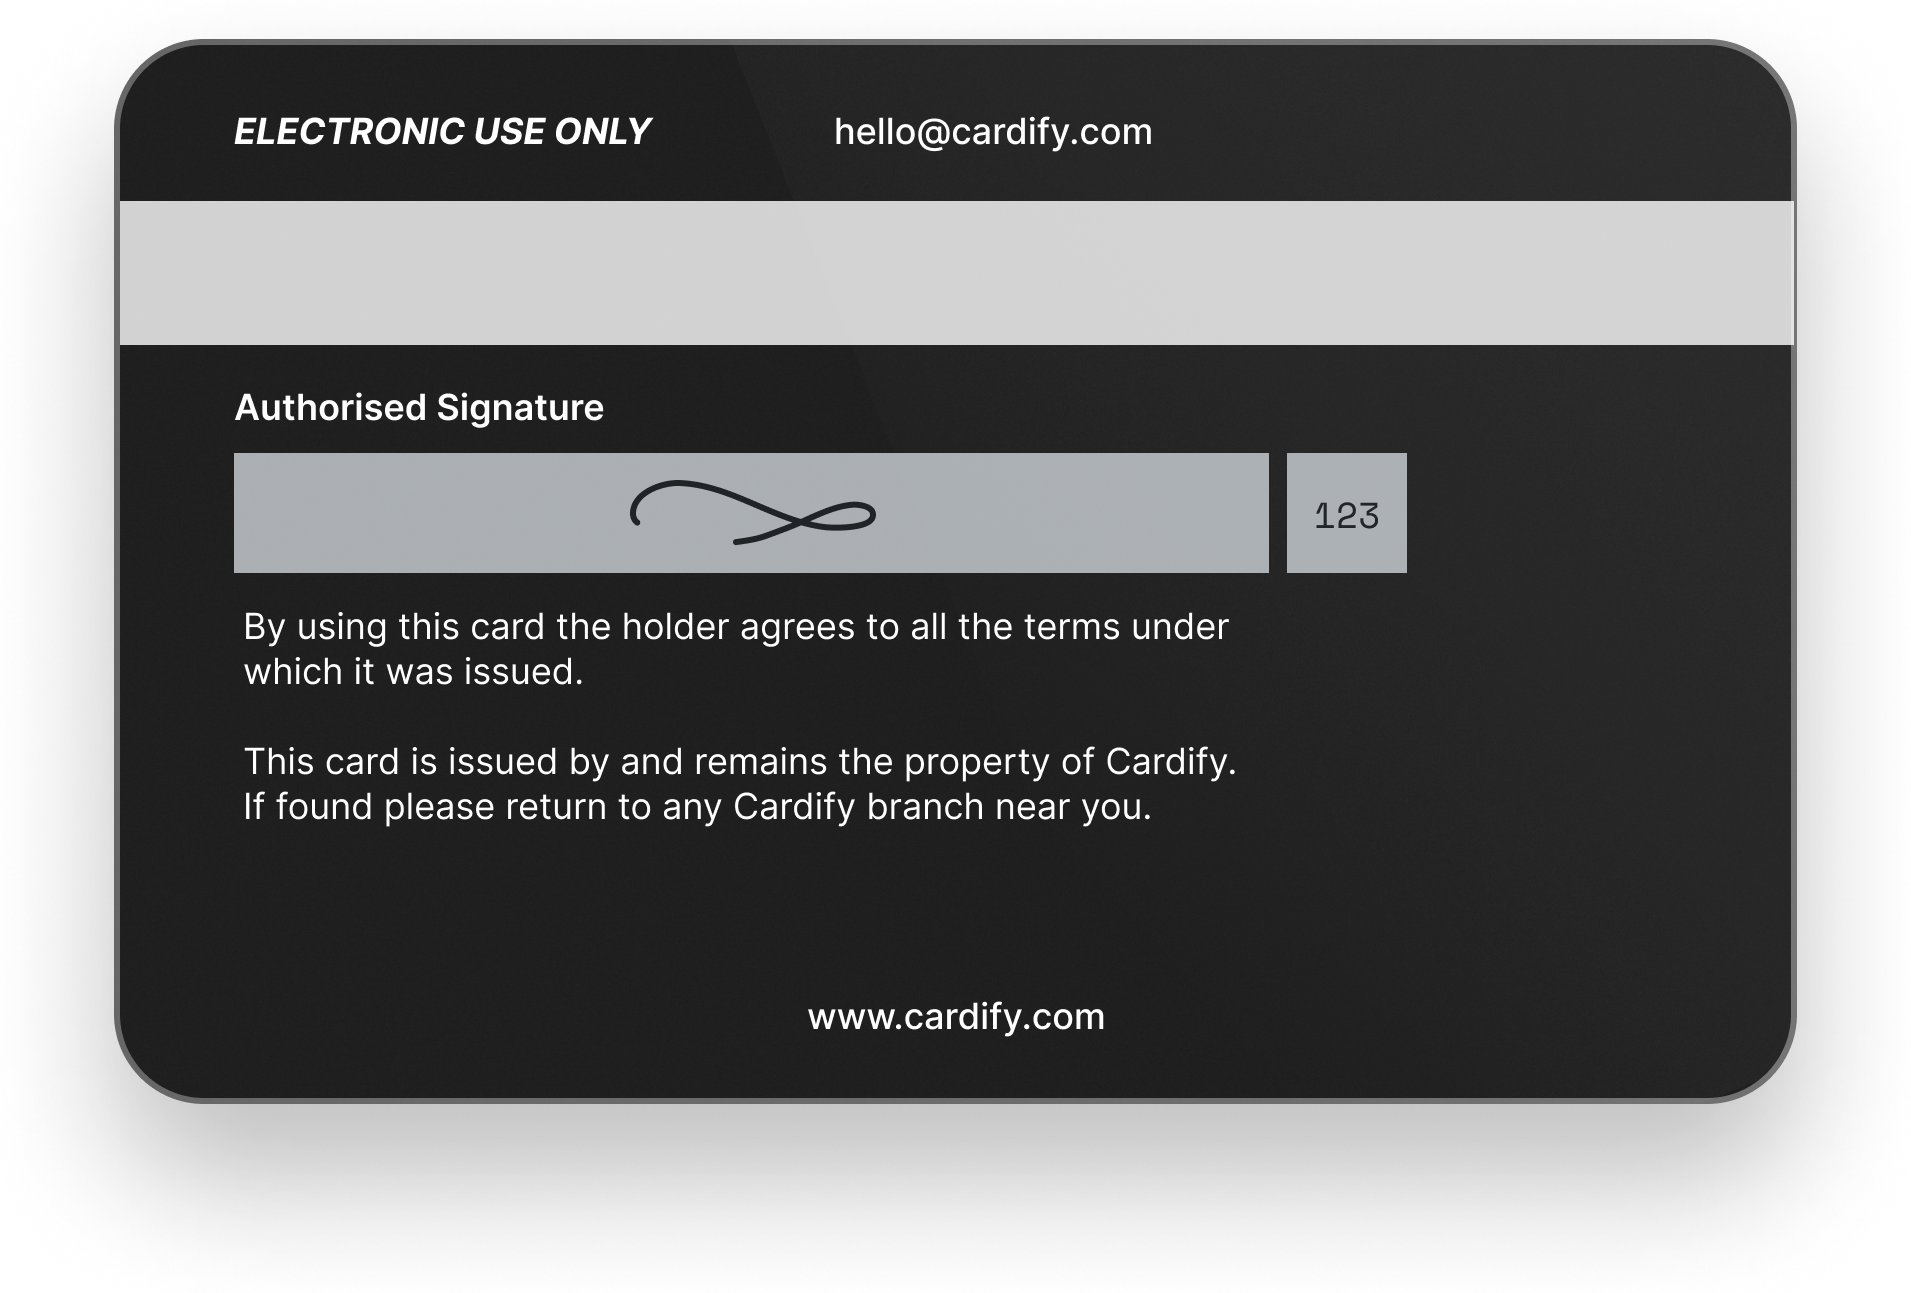 ELECTRONIC USE ONLY
hello@cardify.com
Authorised Signature
123
By using this card the holder agrees to all the terms under
which it was issued.
This card is issued by and remains the property of Cardify.
If found please return to any Cardify branch near you.
www.cardify.com